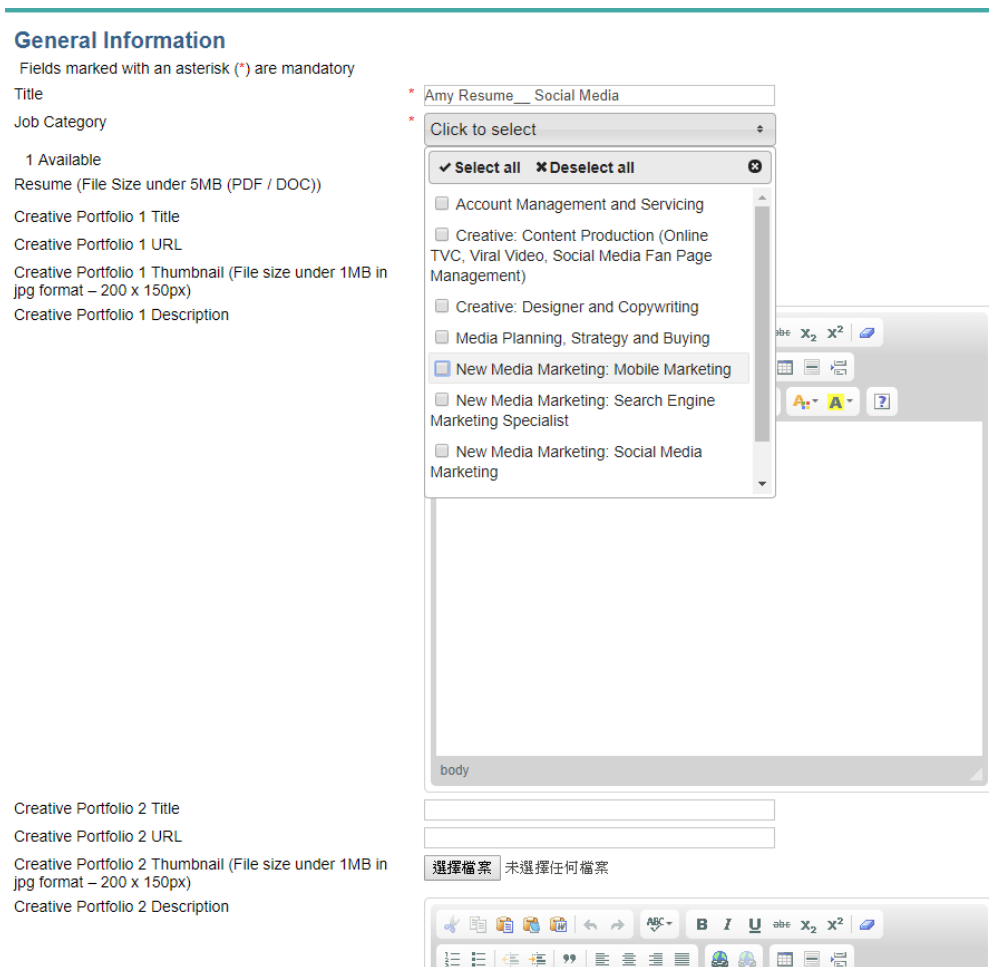 General Information
Fields marked with an asterisk (*) are mandatory
Title * Amy Resume__ Social Media
Job Category * Click to select
1 Available
Select all Deselect all
Resume (File Size under 5MB (PDF / DOC))
Account Management and Servicing
Creative Portfolio 1 Title
Creative: Content Production (Online
TVC, Viral Video, Social Media Fan Page
Management)
Creative Portfolio 1 URL
Creative Portfolio 1 Thumbnail (File size under 1MB in
jpg format – 200 x 150px)
Creative: Designer and Copywriting
Creative Portfolio 1 Description
Media Planning, Strategy and Buying
abc X₂ X²
New Media Marketing: Mobile Marketing
New Media Marketing: Search Engine
Marketing Specialist
A A ?
New Media Marketing: Social Media
Marketing
body
Creative Portfolio 2 Title
Creative Portfolio 2 URL
Creative Portfolio 2 Thumbnail (File size under 1MB in
jpg format – 200 x 150px)
選擇檔案 未選擇任何檔案
Creative Portfolio 2 Description
ABC B I U abc X₂ X²